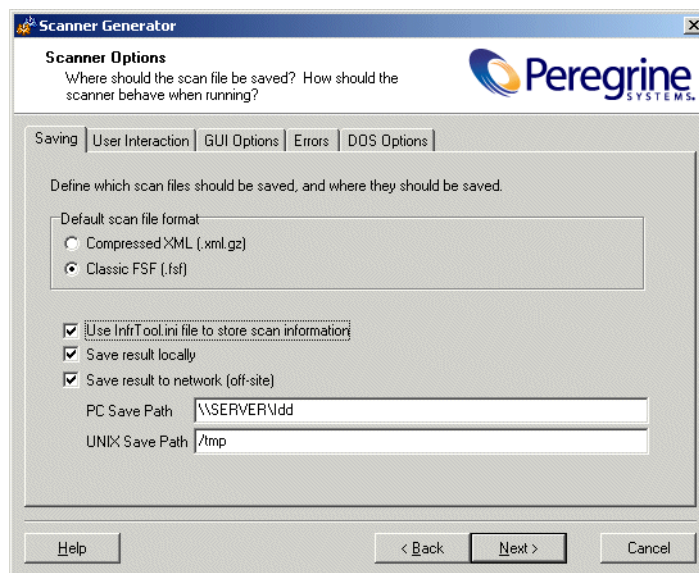 Scanner Generator
Scanner Options
Where should the scan file be saved? How should the
scanner behave when running?
Peregrine
SYSTEMS.
Saving
User Interaction
GUI Options
Errors
DOS Options
Define which scan files should be saved, and where they should be saved.
Default scan file format
Compressed XML (.xml.gz)
Classic FSF (.fsf)
Use InfrTool.ini file to store scan information
Save result locally
Save result to network (off-site)
PC Save Path
\\SERVER\Idd
UNIX Save Path
/tmp
Help
< Back
Next >
Cancel